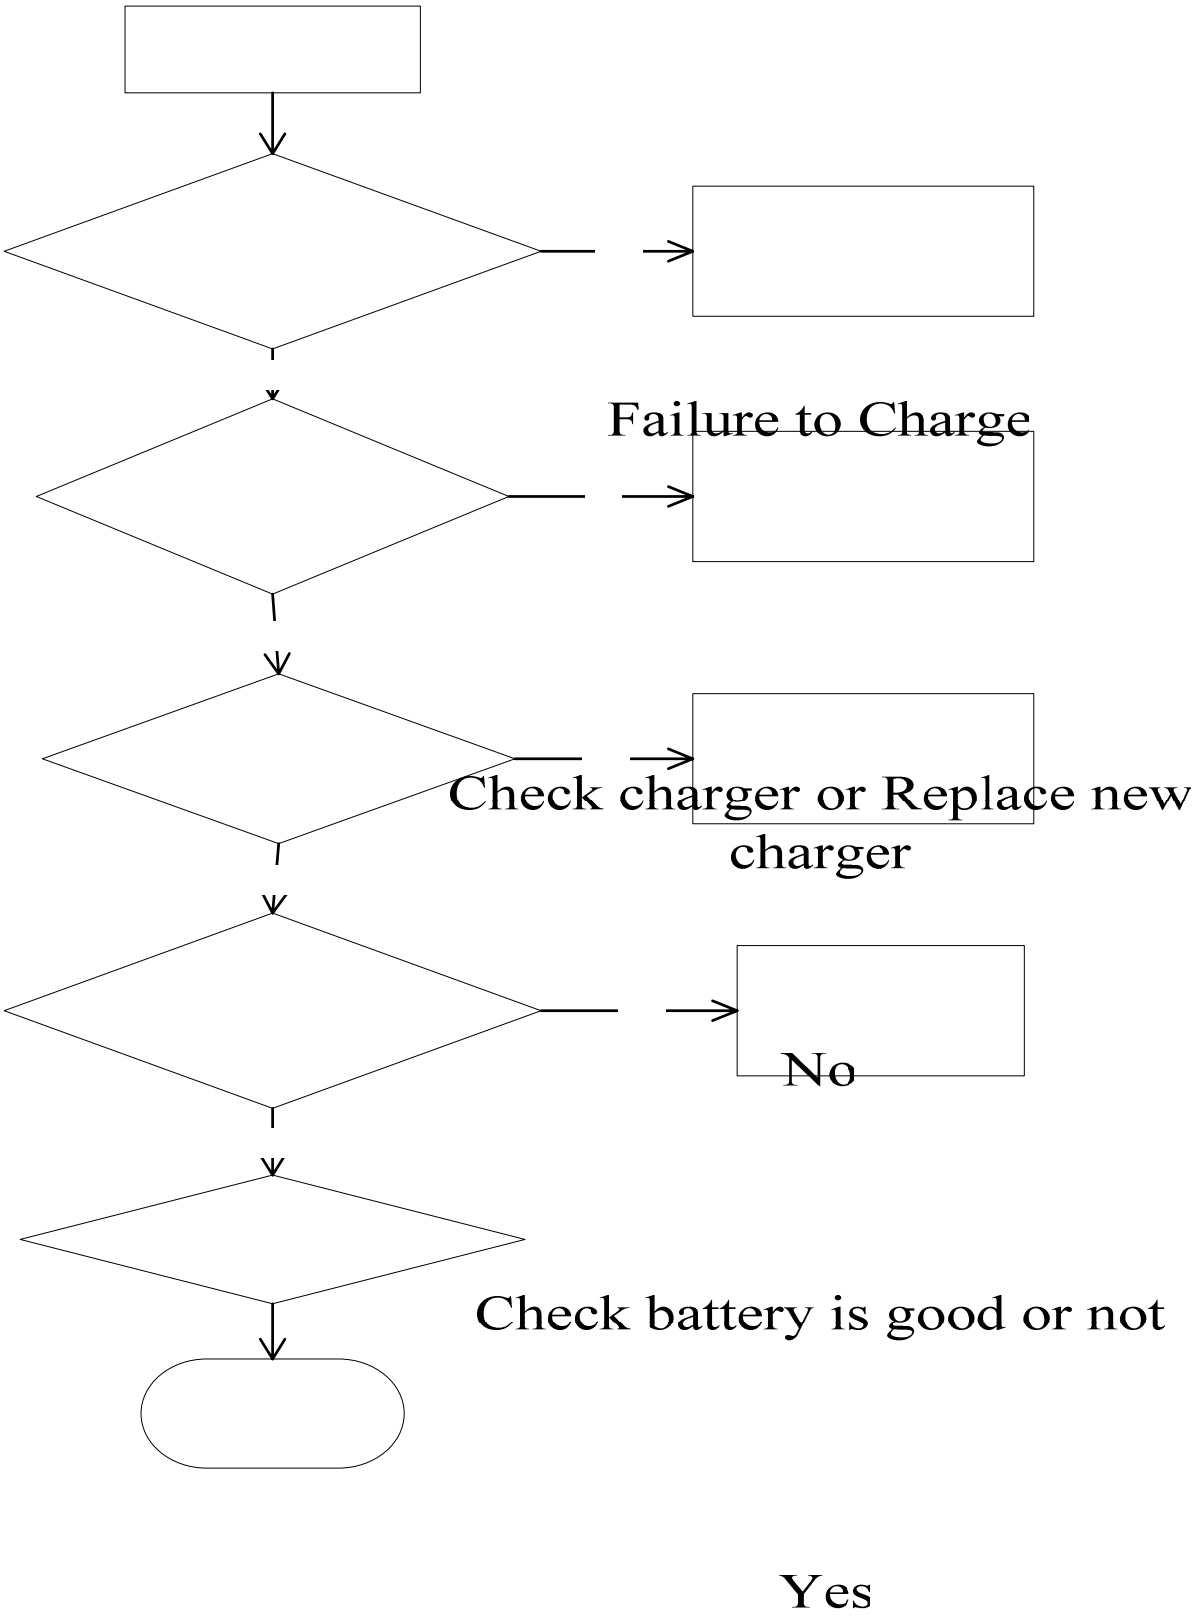 Failure to Charge
Check charger or Replace new
charger
No
Check battery is good or not
Yes